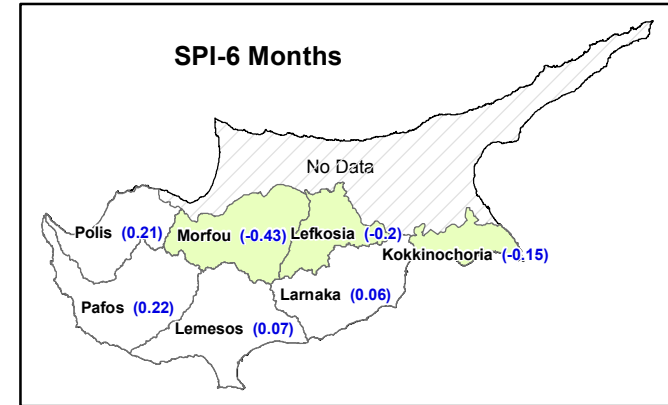 SPI-6 Months
No Data
Polis (0.21)
Morfou (-0.43)
Lefkosia (-0.2)
Kokkinochoria (-0.15)
Pafos (0.22)
Larnaka (0.06)
Lemesos (0.07)